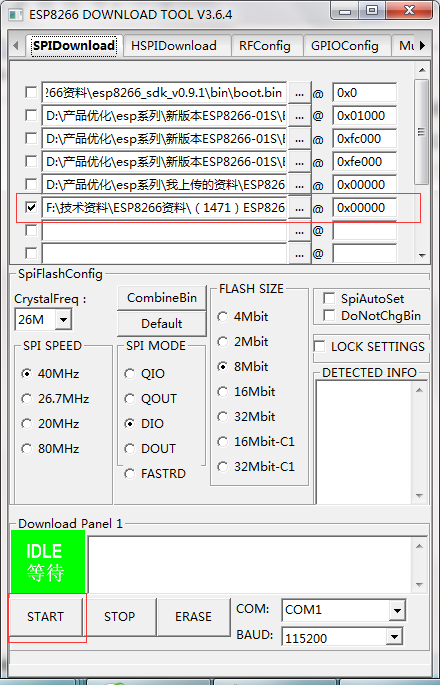 ESP8266 DOWNLOAD TOOL V3.6.4
SPIDownload HSPIDownload RFConfig GPIOConfig Mu
?66资料\esp8266_sdk_v0.9.1\bin\boot.bin ... @ 0x0
D:\产品优化\esp系列\新版本ESP8266-01S\E ... @ 0x01000
D:\产品优化\esp系列\新版本ESP8266-01S\E ... @ 0xfc000
D:\产品优化\esp系列\新版本ESP8266-01S\E ... @ 0xfe000
D:\产品优化\esp系列\我上传的资料\ESP826 ... @ 0x00000
F:\技术资料\ESP8266资料\（1471）ESP826 ... @ 0x00000
... @
... @
SpiFlashConfig
CrystalFreq :
26M
CombineBin
Default
SPI SPEED
40MHz
26.7MHz
20MHz
80MHz
SPI MODE
QIO
QOUT
DIO
DOUT
FASTRD
FLASH SIZE
4Mbit
2Mbit
8Mbit
16Mbit
32Mbit
16Mbit-C1
32Mbit-C1
SpiAutoSet
DoNotChgBin
LOCK SETTINGS
DETECTED INFO
Download Panel 1
IDLE
等待
START STOP ERASE
COM: COM1
BAUD: 115200